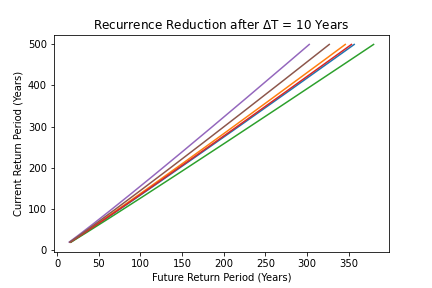 Recurrence Reduction after ΔT = 10 Years
Current Return Period (Years)
500
400
300
200
100
0
0 50 100 150 200 250 300 350
Future Return Period (Years)